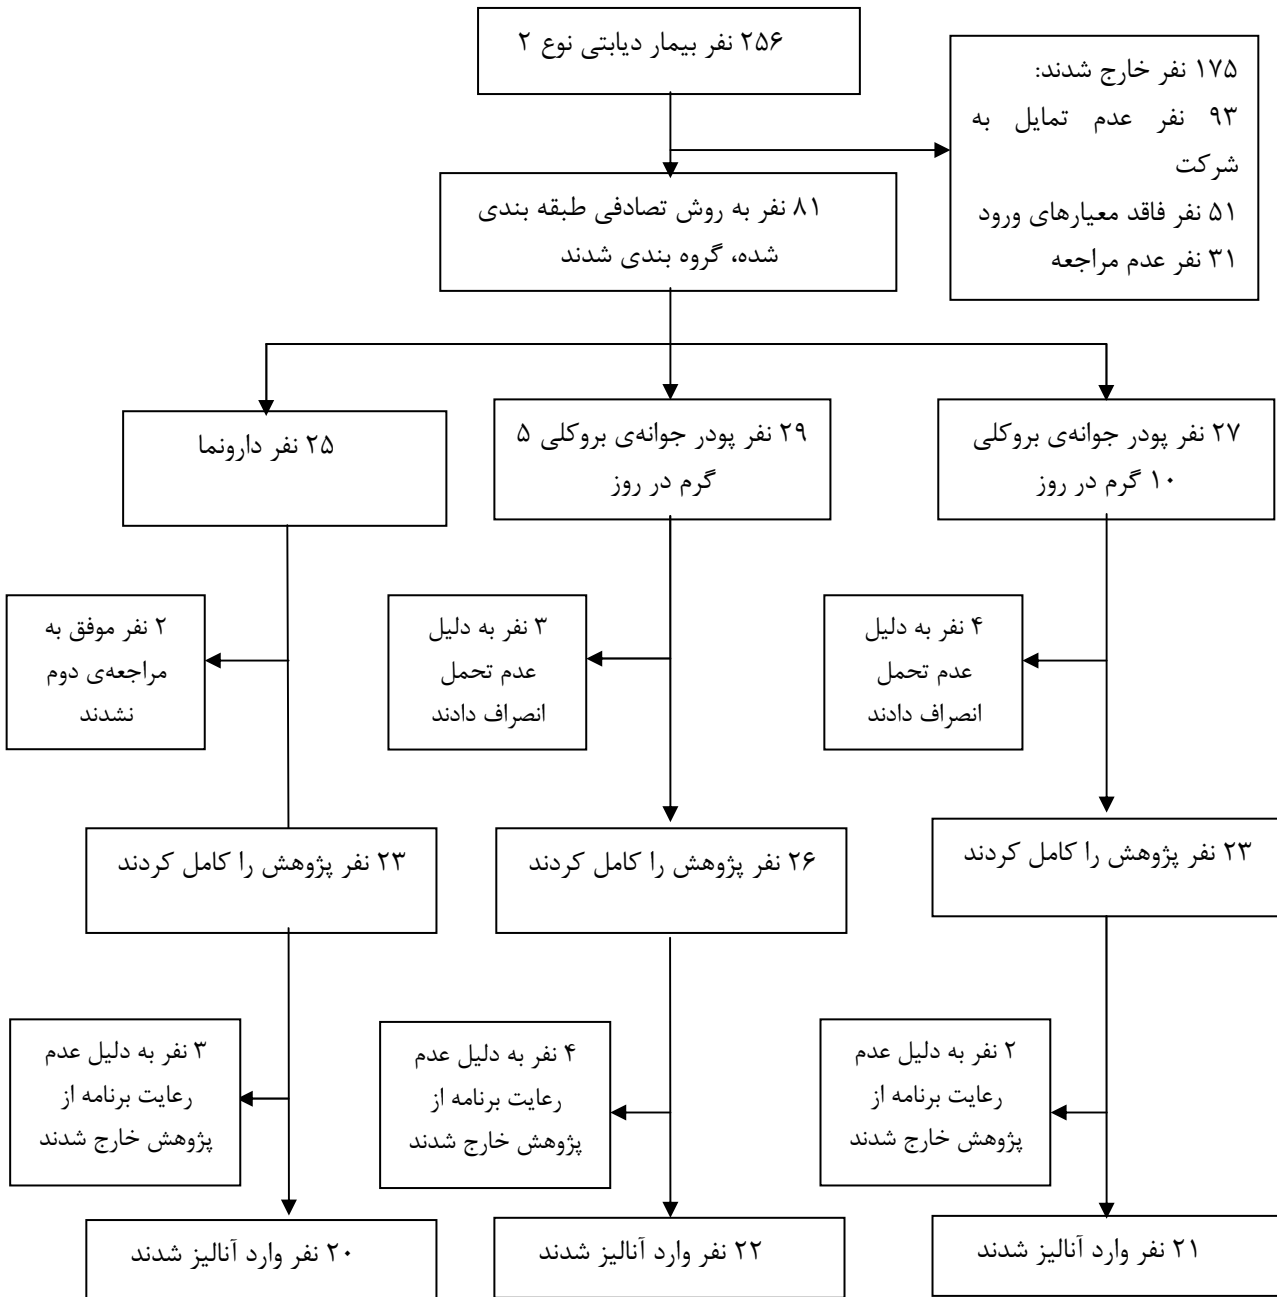 ۲۵۶ نفر بیمار دیابتی نوع ۲
۱۷۵ نفر خارج شدند:
۹۳ نفر عدم تمایل به
شرکت
۵۱ نفر فاقد معیارهای ورود
۳۱ نفر عدم مراجعه
۸۱ نفر به روش تصادفی طبقه بندی
شده، گروه بندی شدند
۲۷ نفر پودر جوانه‌ی بروکلی
۱۰ گرم در روز
۲۹ نفر پودر جوانه‌ی بروکلی ۵
گرم در روز
۲۵ نفر دارونما
۴ نفر به دلیل
عدم تحمل
انصراف دادند
۳ نفر به دلیل
عدم تحمل
انصراف دادند
۲ نفر موفق به
مراجعه‌ی دوم
نشدند
۲۳ نفر پژوهش را کامل کردند
۲۶ نفر پژوهش را کامل کردند
۲۳ نفر پژوهش را کامل کردند
۲ نفر به دلیل عدم
رعایت برنامه از
پژوهش خارج شدند
۴ نفر به دلیل عدم
رعایت برنامه از
پژوهش خارج شدند
۳ نفر به دلیل عدم
رعایت برنامه از
پژوهش خارج شدند
۲۱ نفر وارد آنالیز شدند
۲۲ نفر وارد آنالیز شدند
۲۰ نفر وارد آنالیز شدند